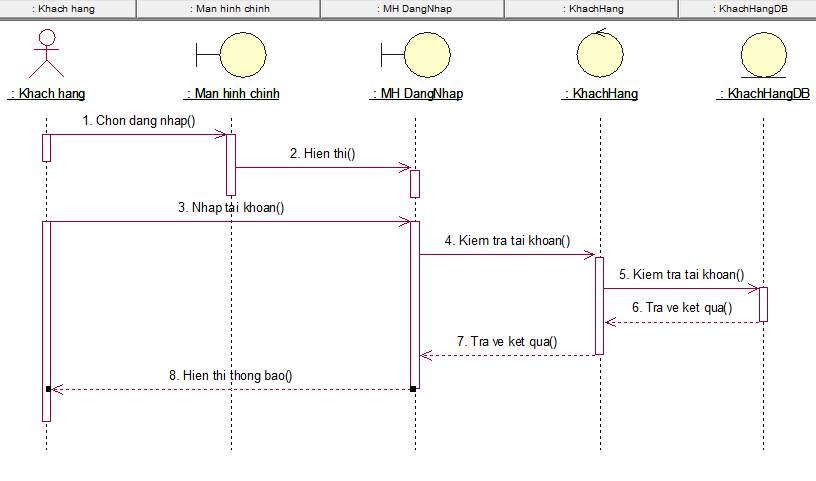 : Khach hang
: Man hinh chinh
: MH DangNhap
: KhachHang
: KhachHangDB
: Khach hang
: Man hinh chinh
: MH DangNhap
: KhachHang
: KhachHangDB
1. Chon dang nhap()
2. Hien thi()
3. Nhap tai khoan()
4. Kiem tra tai khoan()
5. Kiem tra tai khoan()
6. Tra ve ket qua()
7. Tra ve ket qua()
8. Hien thi thong bao()